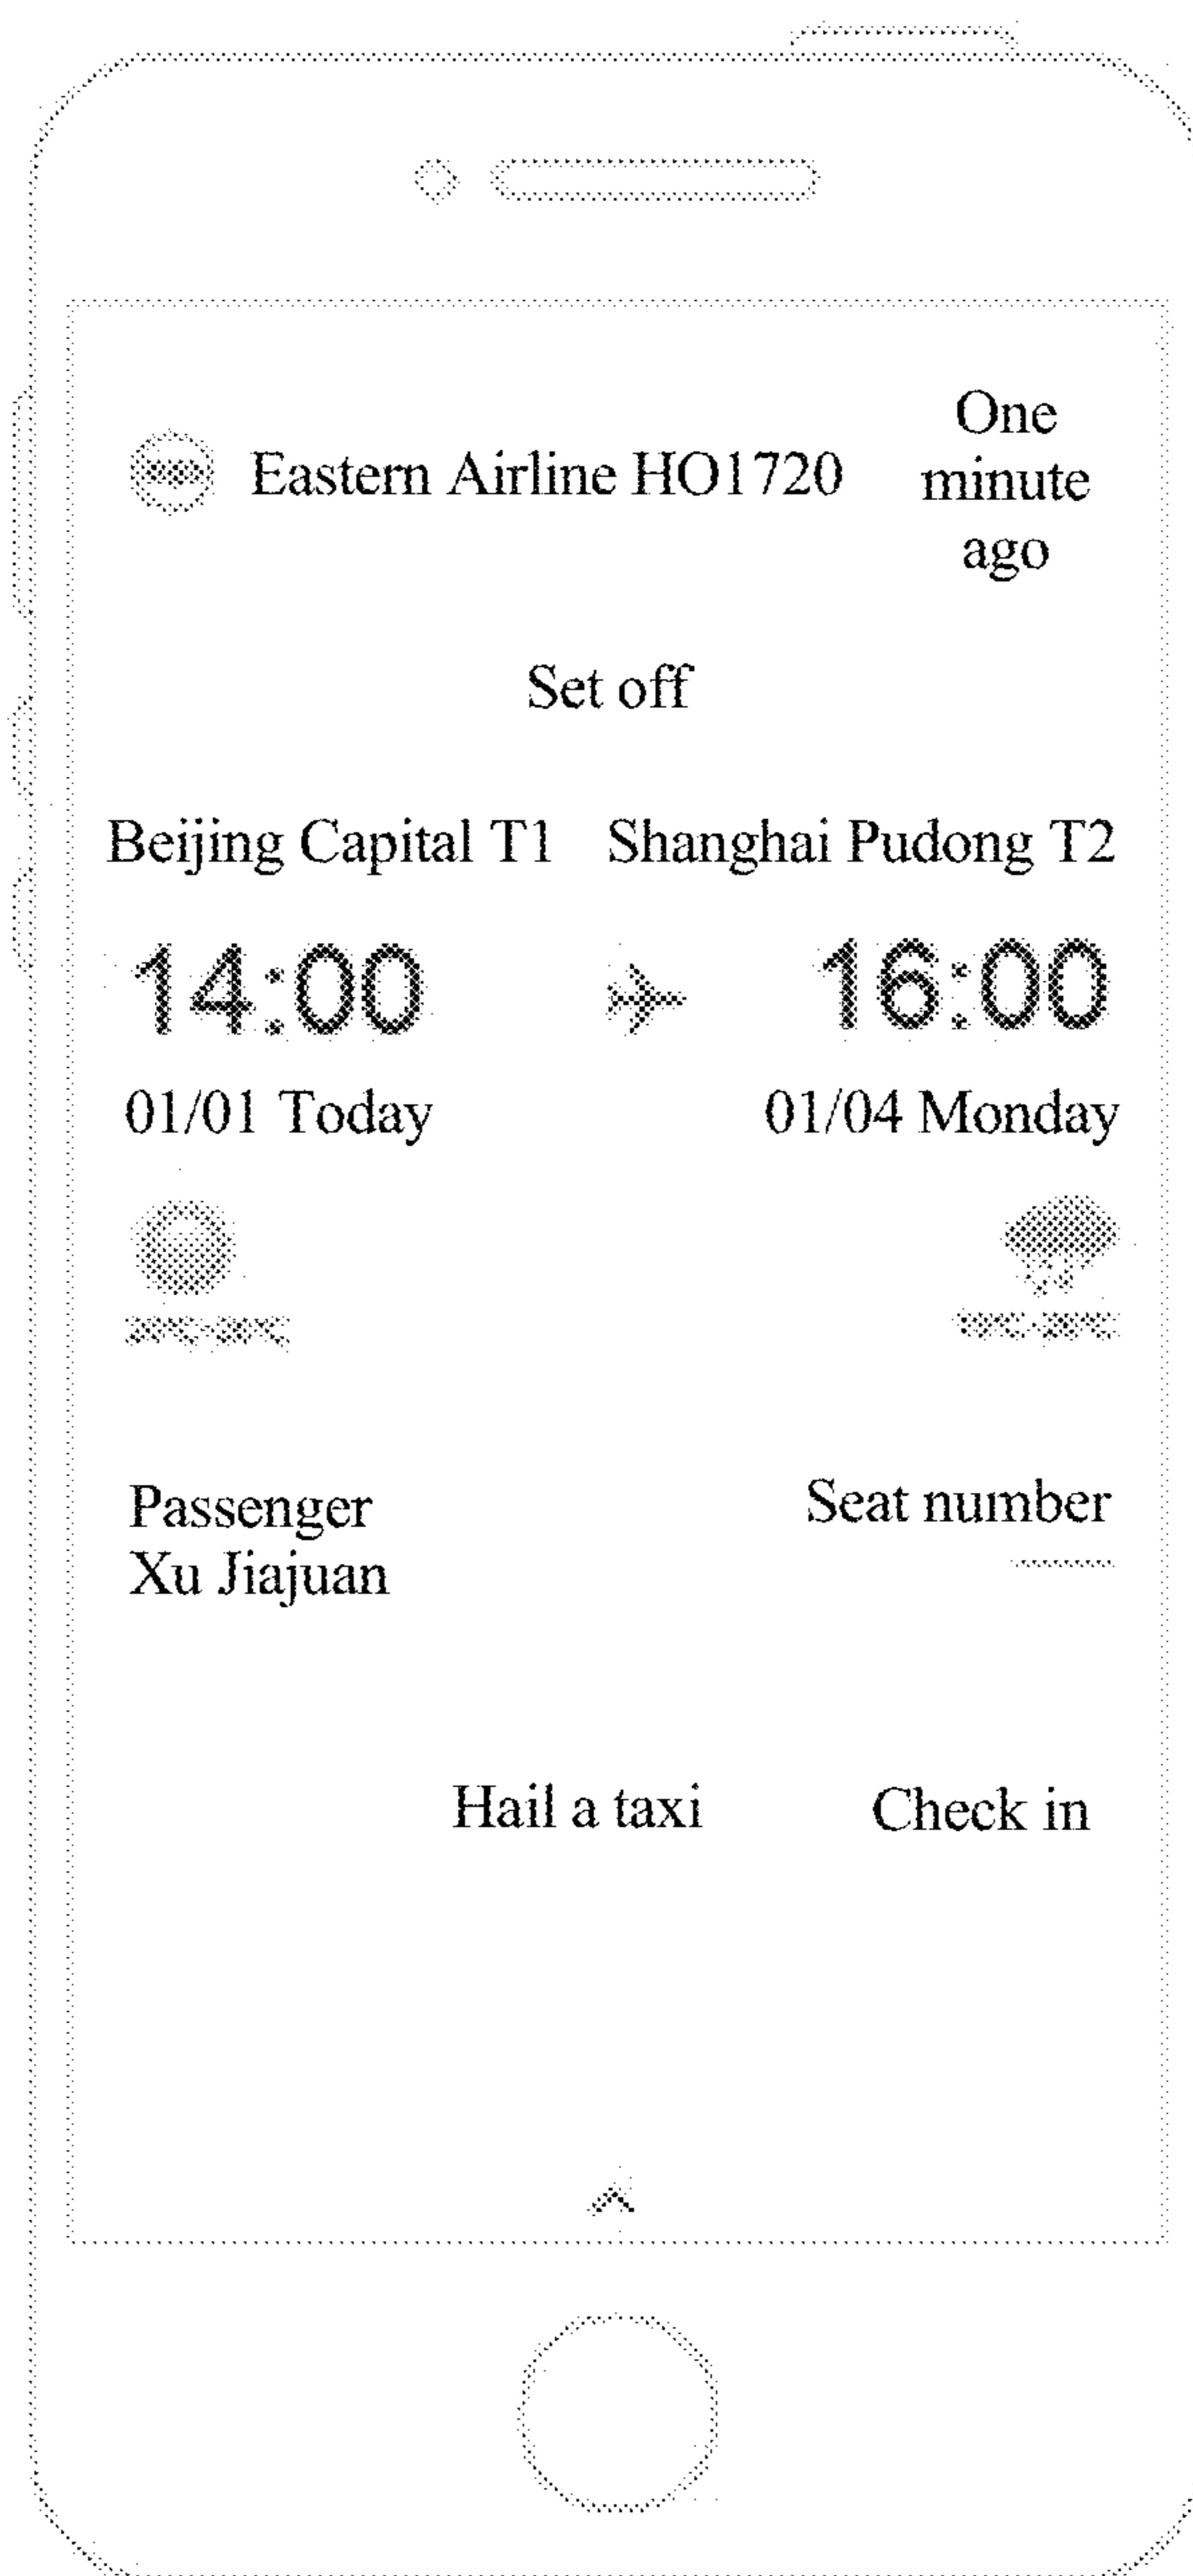 Eastern Airline HO1720
One
minute
ago
Set off
Beijing Capital T1 Shanghai Pudong T2
14:00 16:00
01/01 Today 01/04 Monday
Passenger Seat number
Xu Jiajuan
Hail a taxi Check in